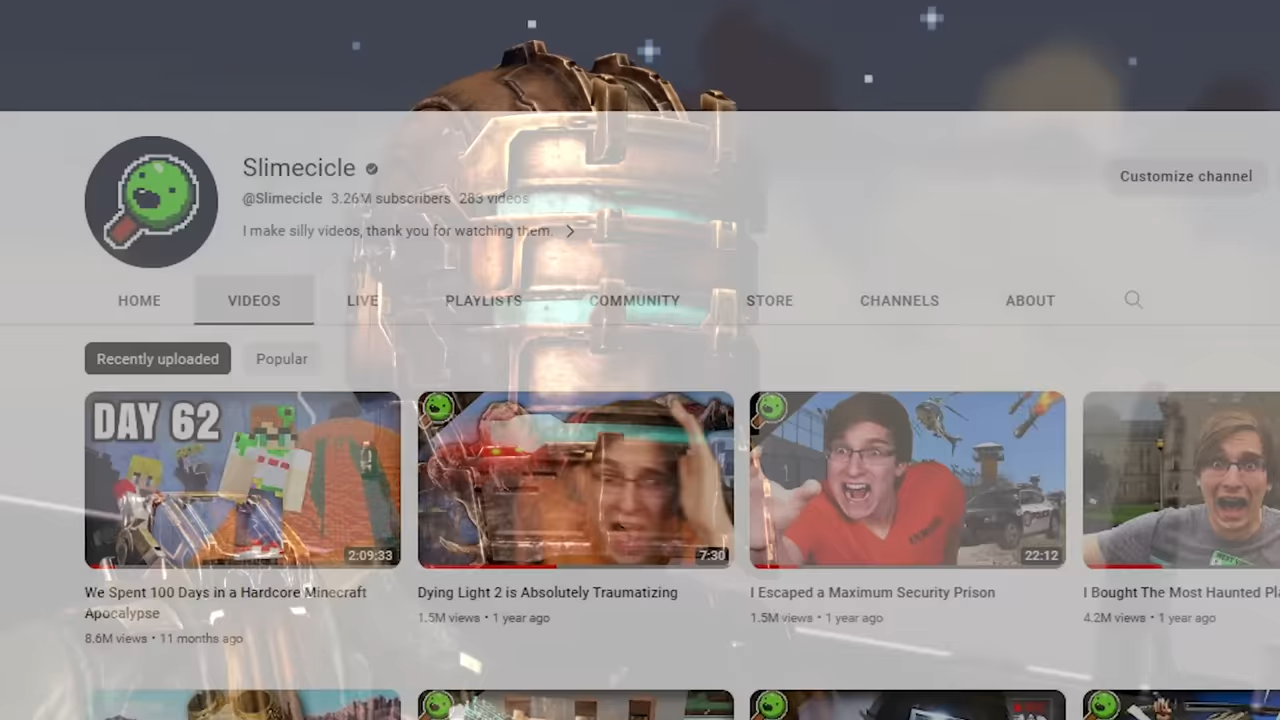 Slimecicle
@Slimecicle 3.26M subscribers 283 videos
I make silly videos, thank you for watching them.
Customize channel
HOME VIDEOS LIVE PLAYLISTS COMMUNITY STORE CHANNELS ABOUT
Recently uploaded Popular
DAY 62
2:09:33
7:30
22:12
We Spent 100 Days in a Hardcore Minecraft
Apocalypse
8.6M views • 11 months ago
Dying Light 2 is Absolutely Traumatizing
1.5M views • 1 year ago
I Escaped a Maximum Security Prison
1.5M views • 1 year ago
I Bought The Most Haunted
4.2M views • 1 year ago